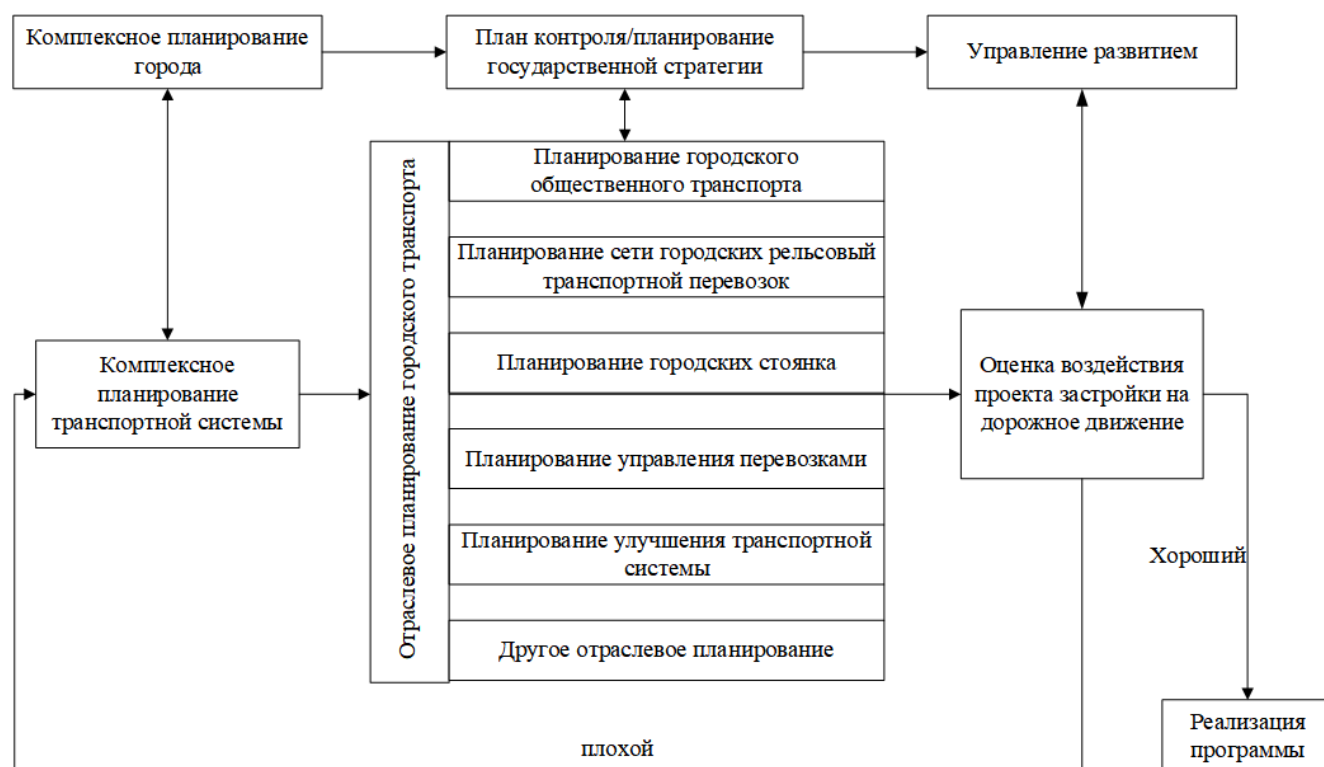 Комплексное планирование
города
План контроля/планирование
государственной стратегии
Управление развитием
Отраслевое планирование городского транспорта
Планирование городского
общественного транспорта
Планирование сети городских рельсовый
транспортной перевозок
Комплексное
планирование
транспортной системы
Планирование городских стоянка
Оценка воздействия
проекта застройки на
дорожное движение
Планирование управления перевозками
Планирование улучшения транспортной
системы
Хороший
Другое отраслевое планирование
Реализация
программы
плохой